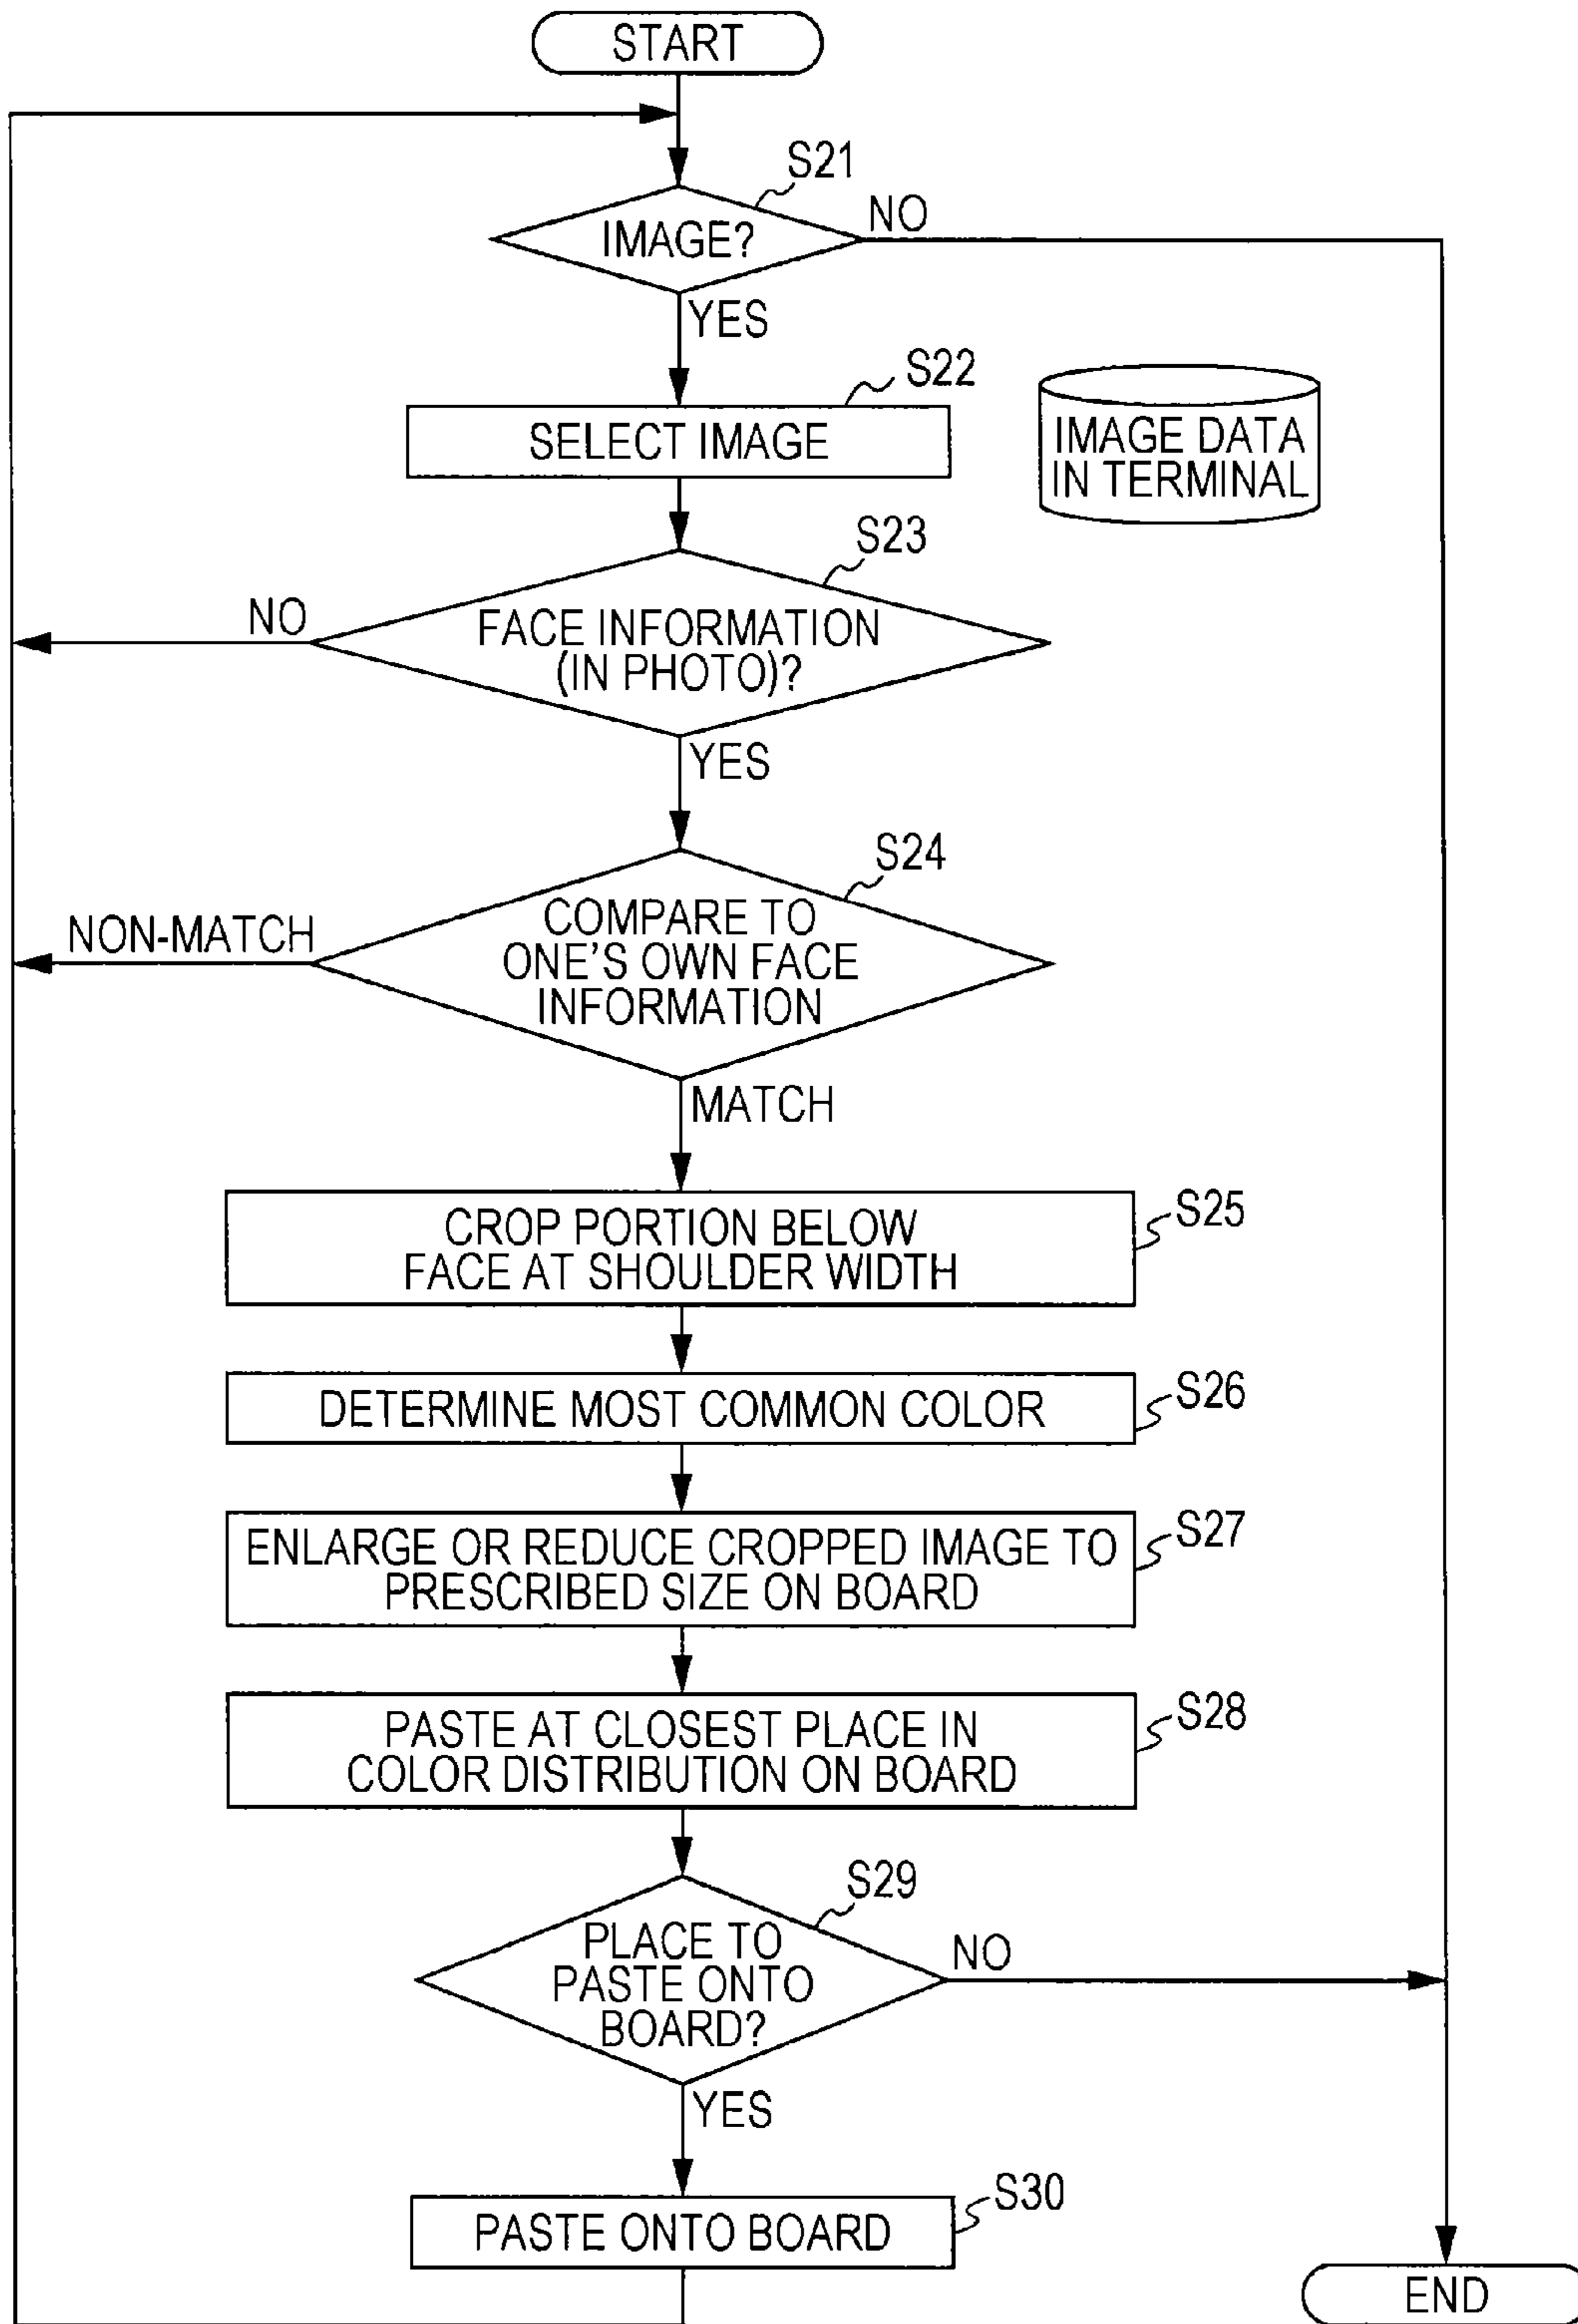 START
S21
IMAGE?
NO
YES
S22
SELECT IMAGE
IMAGE DATA
IN TERMINAL
S23
FACE INFORMATION
(IN PHOTO)?
NO
YES
S24
COMPARE TO
ONE'S OWN FACE
INFORMATION
NON-MATCH
MATCH
CROP PORTION BELOW
FACE AT SHOULDER WIDTH
S25
DETERMINE MOST COMMON COLOR
S26
ENLARGE OR REDUCE CROPPED IMAGE TO
PRESCRIBED SIZE ON BOARD
S27
PASTE AT CLOSEST PLACE IN
COLOR DISTRIBUTION ON BOARD
S28
S29
PLACE TO
PASTE ONTO
BOARD?
NO
YES
S30
PASTE ONTO BOARD
END